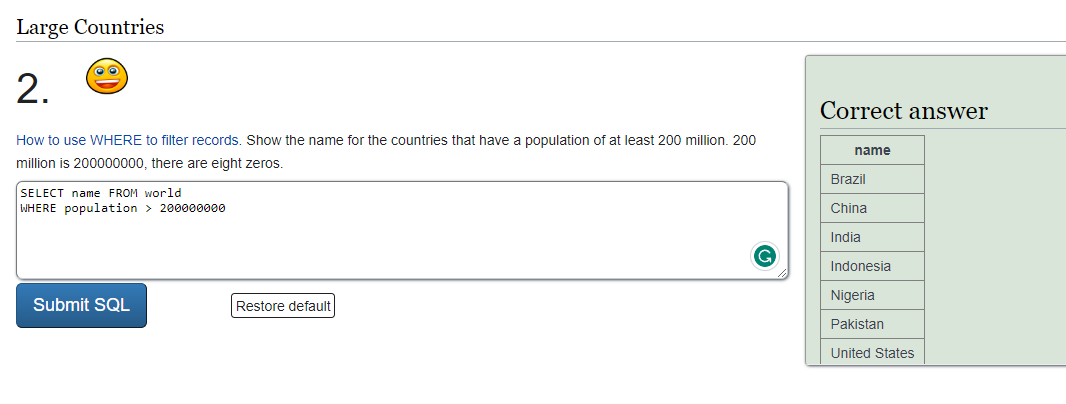 Large Countries
2.
How to use WHERE to filter records. Show the name for the countries that have a population of at least 200 million. 200
million is 200000000, there are eight zeros.
SELECT name FROM world
WHERE population > 200000000
Submit SQL
Restore default
Correct answer
name
Brazil
China
India
Indonesia
Nigeria
Pakistan
United States